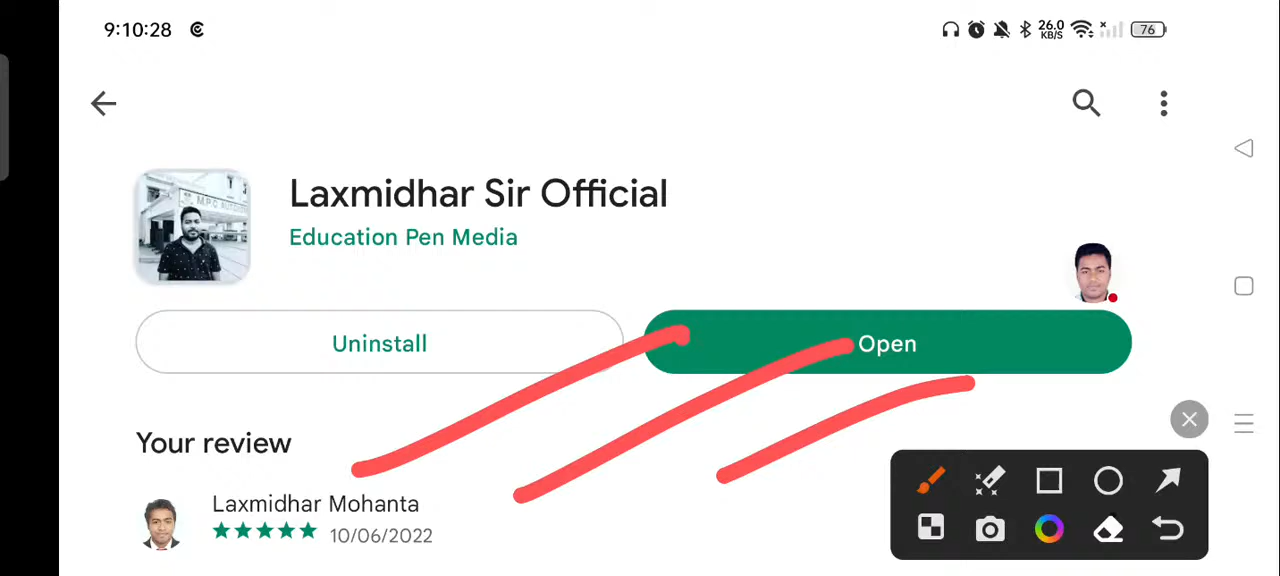 9:10:28
26.0
KB/S
76
Laxmidhar Sir Official
Education Pen Media
Uninstall
Open
Your review
Laxmidhar Mohanta
10/06/2022